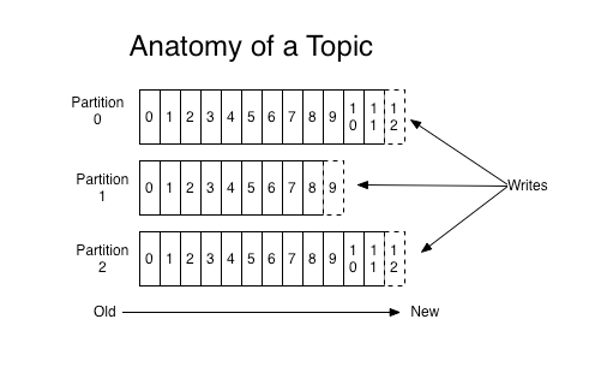 Anatomy of a Topic
Partition
0
0 1 2 3 4 5 6 7 8 9 10 11 12
Partition
1
0 1 2 3 4 5 6 7 8 9
Writes
Partition
2
0 1 2 3 4 5 6 7 8 9 10 11 12
Old
New